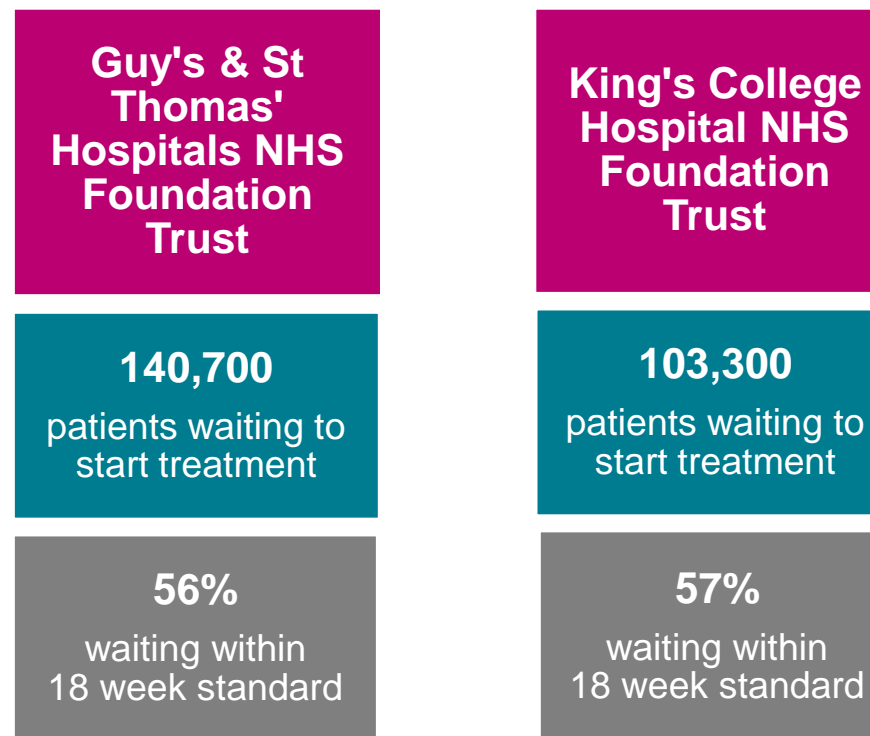 Guy's & St
Thomas'
Hospitals NHS
Foundation
Trust
140,700
patients waiting to
start treatment
56%
waiting within
18 week standard
King's College
Hospital NHS
Foundation
Trust
103,300
patients waiting to
start treatment
57%
waiting within
18 week standard